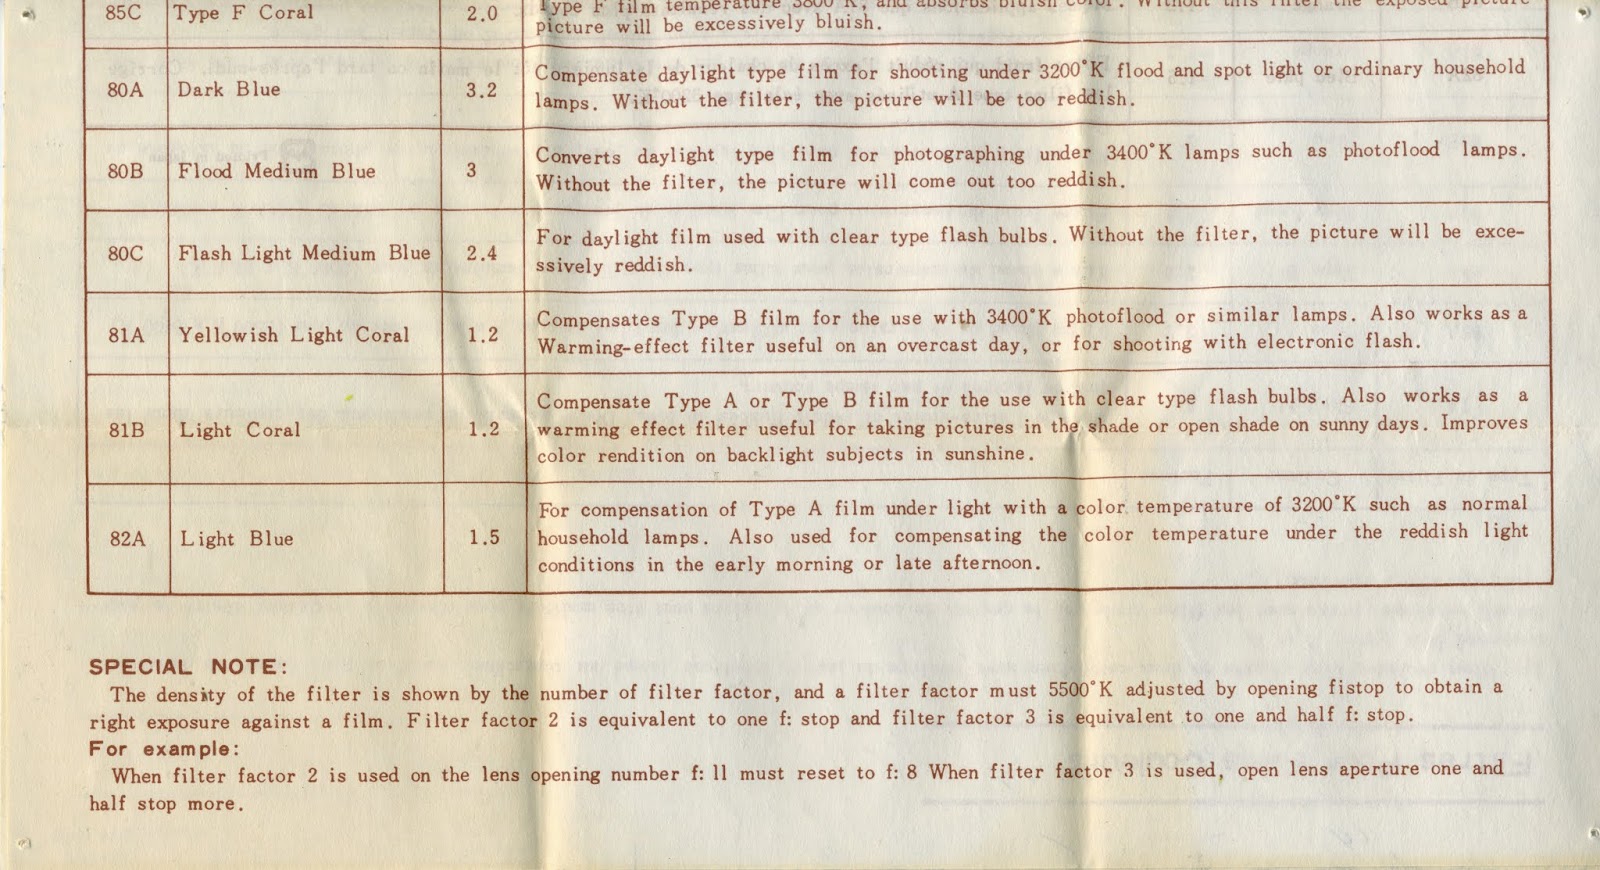 85C Type F Coral 2.0 Type F film temperature 3800°K, and absorbs bluish color. Without this filter the exposed picture
picture will be excessively bluish.
80A Dark Blue 3.2 Compensate daylight type film for shooting under 3200°K flood and spot light or ordinary household
lamps. Without the filter, the picture will be too reddish.
80B Flood Medium Blue 3 Converts daylight type film for photographing under 3400°K lamps such as photoflood lamps.
Without the filter, the picture will come out too reddish.
80C Flash Light Medium Blue 2.4 For daylight film used with clear type flash bulbs. Without the filter, the picture will be exce-
ssively reddish.
81A Yellowish Light Coral 1.2 Compensates Type B film for the use with 3400°K photoflood or similar lamps. Also works as a
Warming-effect filter useful on an overcast day, or for shooting with electronic flash.
81B Light Coral 1.2 Compensate Type A or Type B film for the use with clear type flash bulbs. Also works as a
warming effect filter useful for taking pictures in the shade or open shade on sunny days. Improves
color rendition on backlight subjects in sunshine.
82A Light Blue 1.5 For compensation of Type A film under light with a color temperature of 3200°K such as normal
household lamps. Also used for compensating the color temperature under the reddish light
conditions in the early morning or late afternoon.
SPECIAL NOTE:
The density of the filter is shown by the number of filter factor, and a filter factor must 5500°K adjusted by opening fistop to obtain a
right exposure against a film. Filter factor 2 is equivalent to one f: stop and filter factor 3 is equivalent to one and half f: stop.
For example:
When filter factor 2 is used on the lens opening number f: 11 must reset to f: 8 When filter factor 3 is used, open lens aperture one and
half stop more.